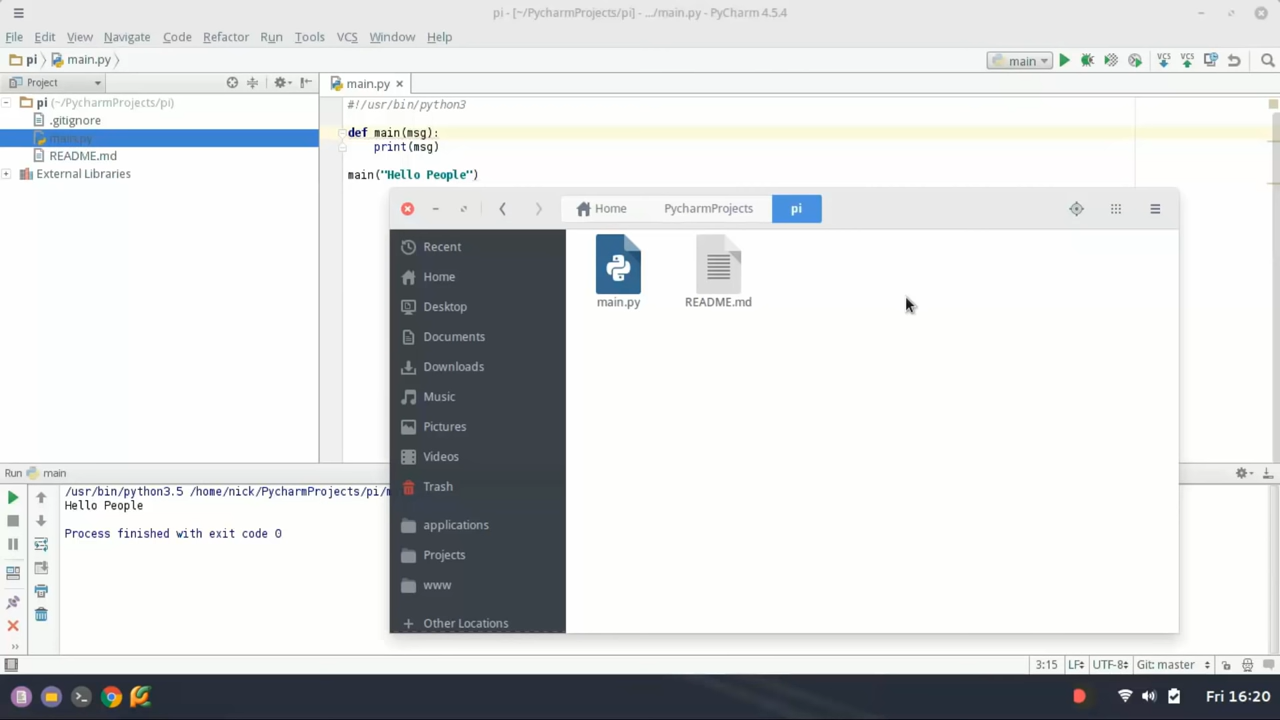 pi - [~/PycharmProjects/pi] - .../main.py - PyCharm 4.5.4
File Edit View Navigate Code Refactor Run Tools VCS Window Help
pi main.py main VCS VCS
Project main.py
pi (~/PycharmProjects/pi)
.gitignore
main.py
README.md
External Libraries
#!/usr/bin/python3
def main(msg):
print(msg)
main("Hello People")
Home PycharmProjects pi
Recent
Home
Desktop
Documents
Downloads
Music
Pictures
Videos
Trash
applications
Projects
www
Other Locations
main.py README.md
Run main
/usr/bin/python3.5 /home/nick/PycharmProjects/pi/m
Hello People
Process finished with exit code 0
3:15 LF UTF-8 Git: master
Fri 16:20